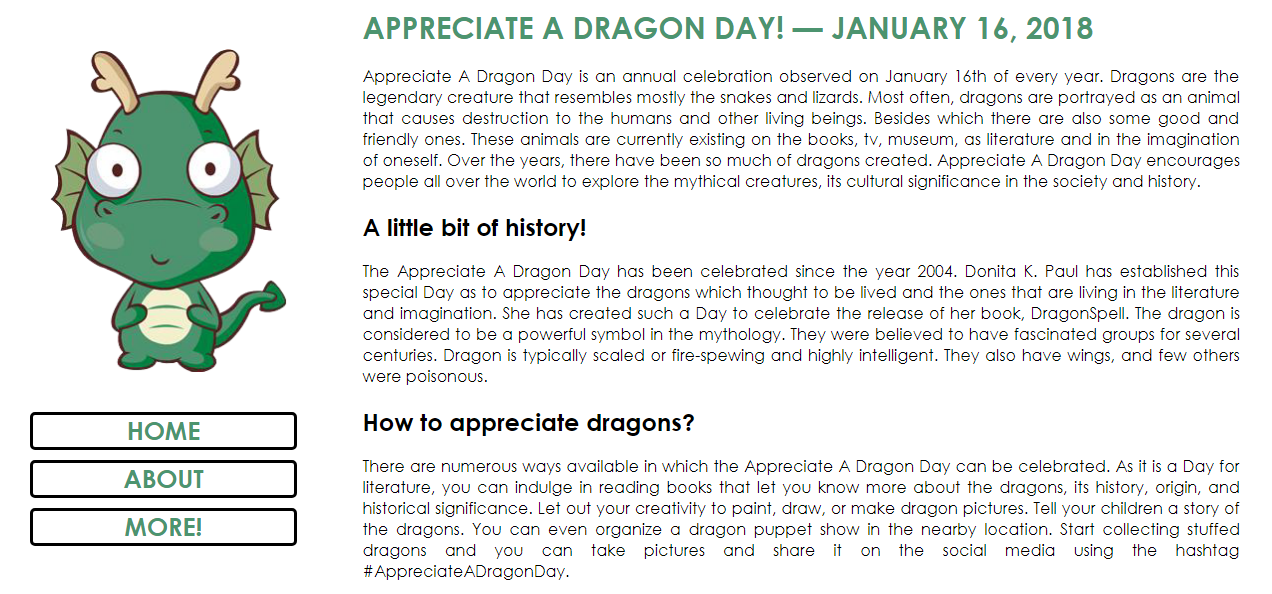 APPRECIATE A DRAGON DAY! — JANUARY 16, 2018
Appreciate A Dragon Day is an annual celebration observed on January 16th of every year. Dragons are the
legendary creature that resembles mostly the snakes and lizards. Most often, dragons are portrayed as an animal
that causes destruction to the humans and other living beings. Besides which there are also some good and
friendly ones. These animals are currently existing on the books, tv, museum, as literature and in the imagination
of oneself. Over the years, there have been so much of dragons created. Appreciate A Dragon Day encourages
people all over the world to explore the mythical creatures, its cultural significance in the society and history.
A little bit of history!
The Appreciate A Dragon Day has been celebrated since the year 2004. Donita K. Paul has established this
special Day as to appreciate the dragons which thought to be lived and the ones that are living in the literature
and imagination. She has created such a Day to celebrate the release of her book, DragonSpell. The dragon is
considered to be a powerful symbol in the mythology. They were believed to have fascinated groups for several
centuries. Dragon is typically scaled or fire-spewing and highly intelligent. They also have wings, and few others
were poisonous.
How to appreciate dragons?
There are numerous ways available in which the Appreciate A Dragon Day can be celebrated. As it is a Day for
literature, you can indulge in reading books that let you know more about the dragons, its history, origin, and
historical significance. Let out your creativity to paint, draw, or make dragon pictures. Tell your children a story of
the dragons. You can even organize a dragon puppet show in the nearby location. Start collecting stuffed
dragons and you can take pictures and share it on the social media using the hashtag
#AppreciateADragonDay.
HOME
ABOUT
MORE!